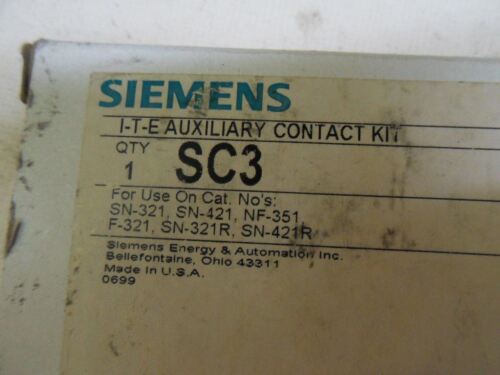 SIEMENS
I-T-E AUXILIARY CONTACT KIT
QTY
1 SC3
For Use On Cat. No's:
SN-321, SN-421, NF-351,
F-321, SN-321R, SN-421R
Siemens Energy & Automation Inc.
Bellefontaine, Ohio 43311
Made in U.S.A.
0699